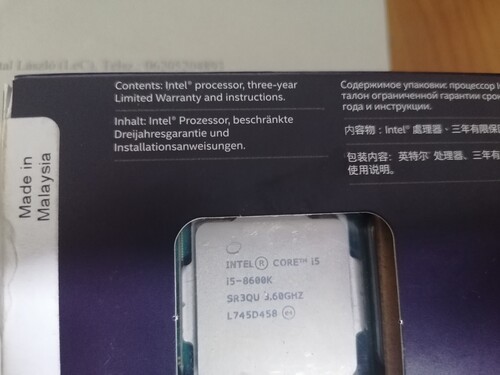 Contents: Intel® processor, three-year
Limited Warranty and instructions.
Inhalt: Intel® Prozessor, beschränkte
Dreijahresgarantie und
Installationsanweisungen.
Содержимое упаковки: процессор
талон ограниченной гарантии
года и инструкции.
內容物：Intel® 處理器、三年有限保
包装内容：英特尔® 处理器、三年有
使用说明。
Made in
Malaysia
INTEL® CORE™ i5
i5-8600K
SR3QU 3.60GHZ
L745D458